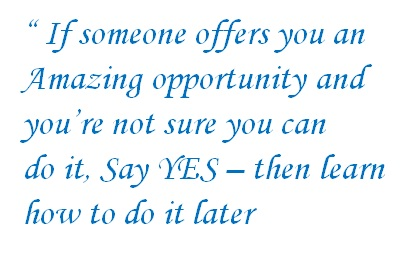 “ If someone offers you an
Amazing opportunity and
you’re not sure you can
do it, Say YES – then learn
how to do it later